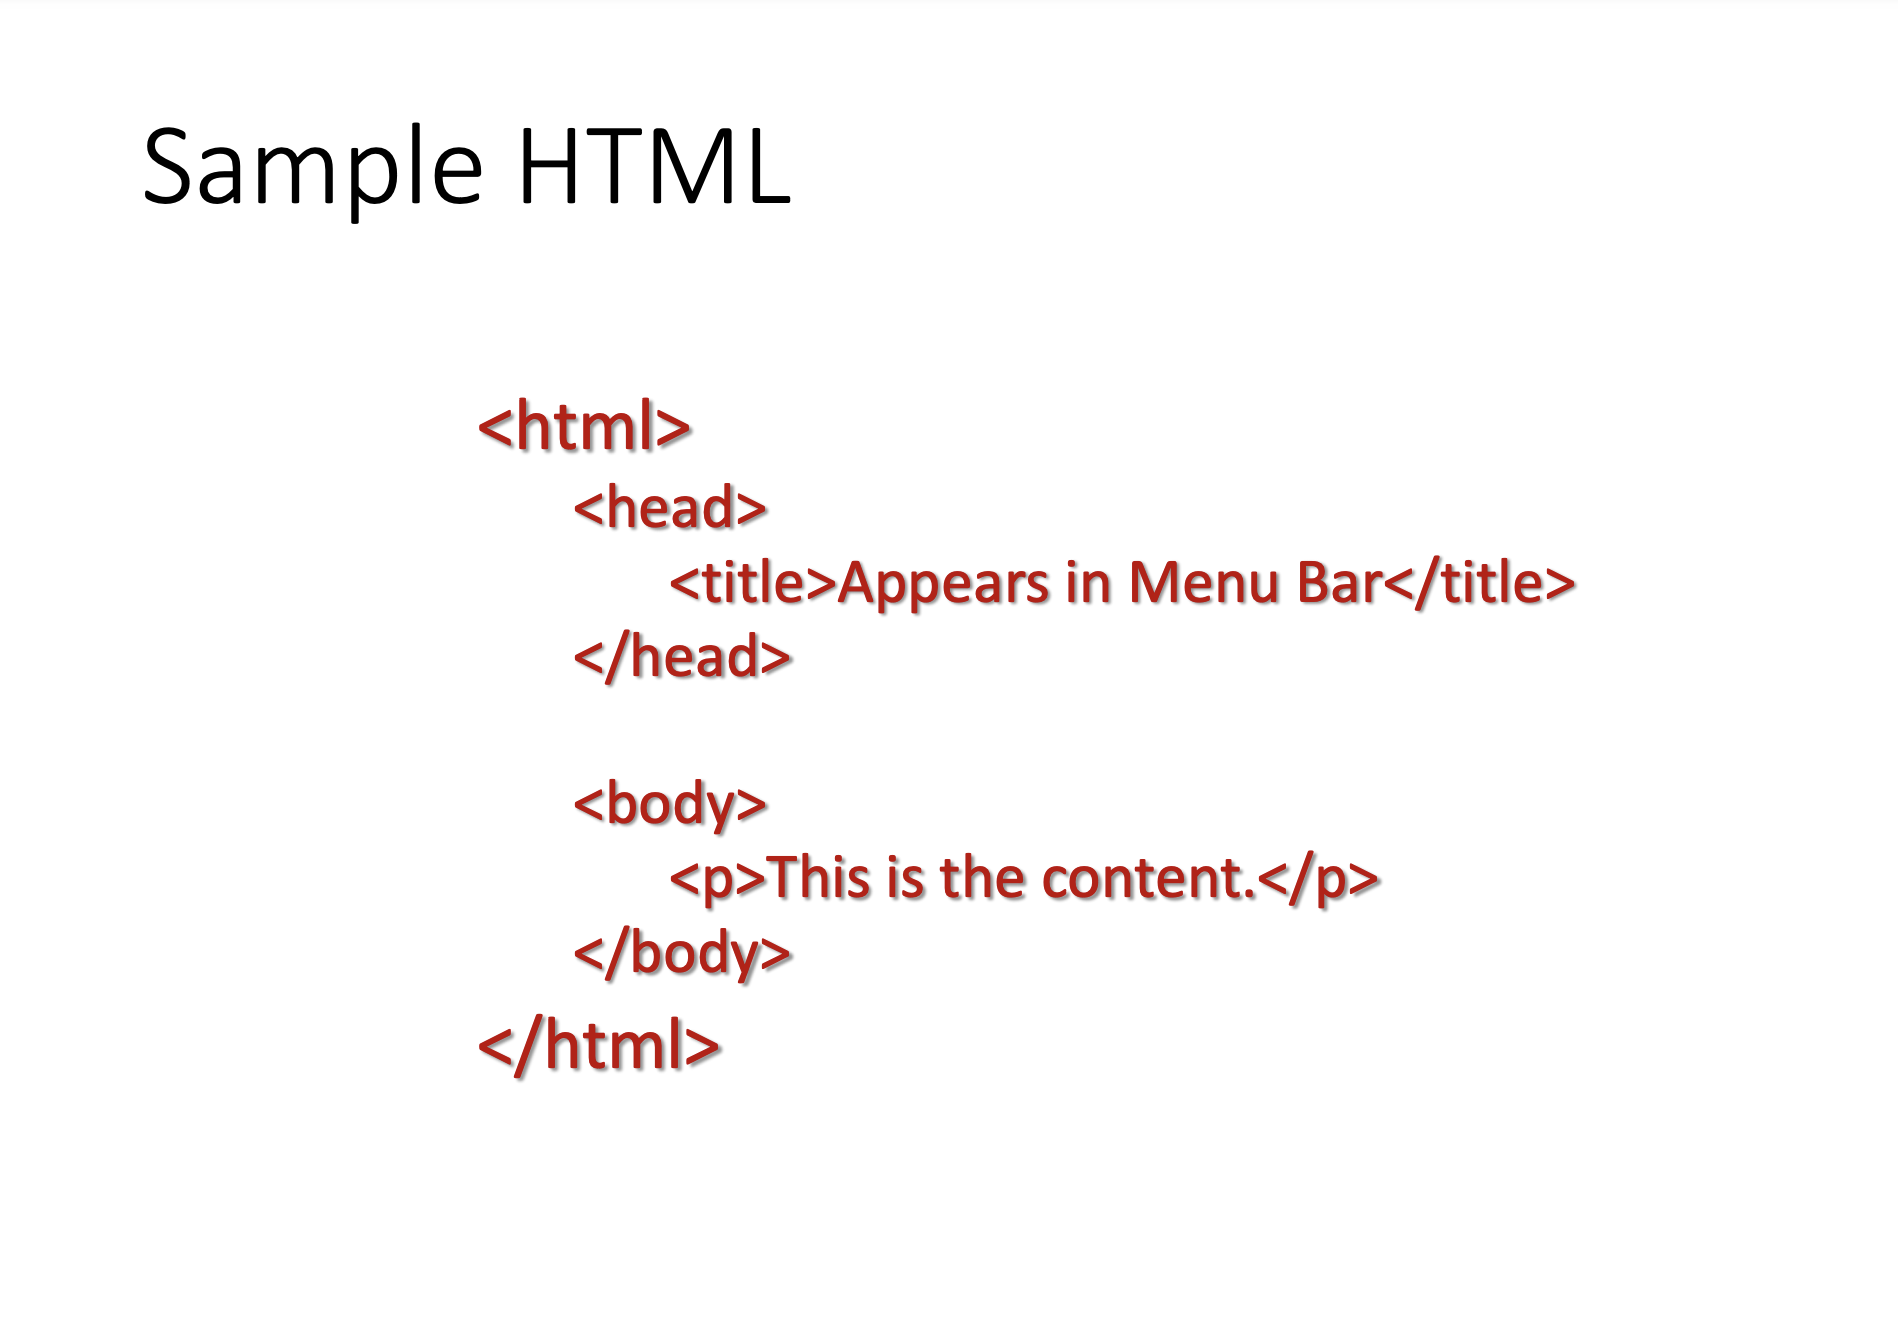 Sample HTML
<html>
<head>
<title>Appears in Menu Bar</title>
</head>
<body>
<p>This is the content.</p>
</body>
</html>